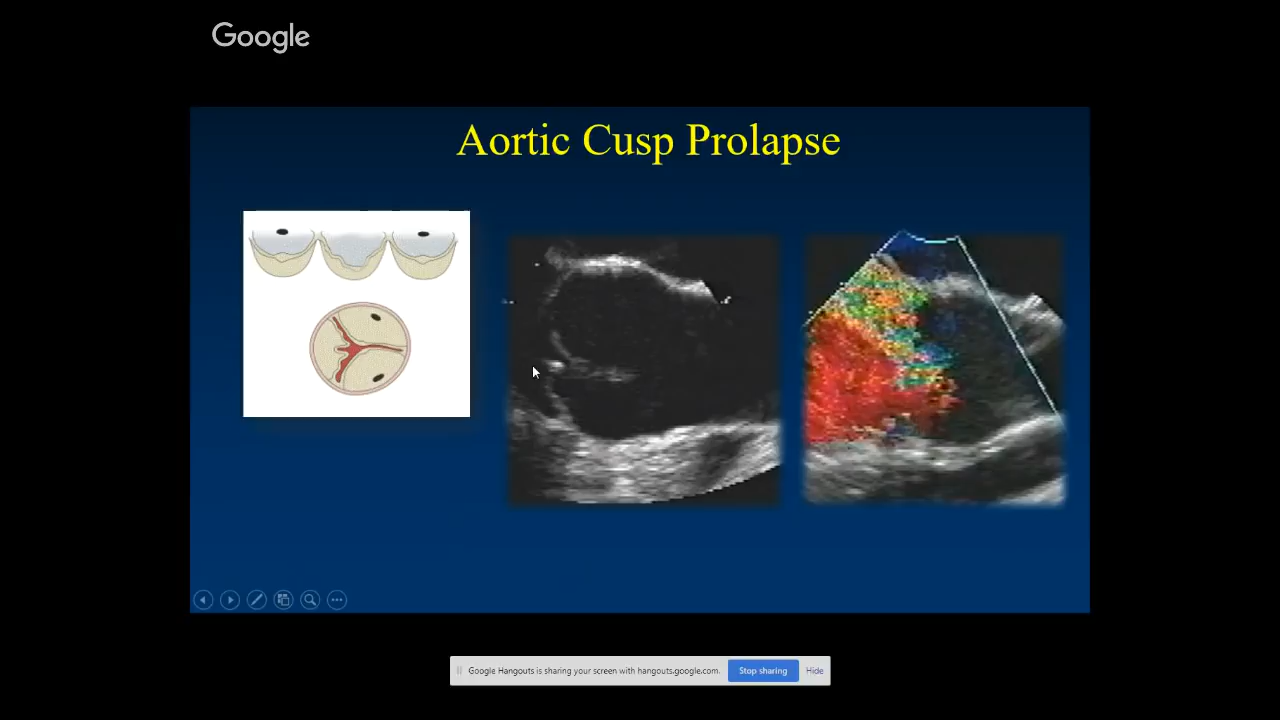 Google
Aortic Cusp Prolapse
Google Hangouts is sharing your screen with hangouts.google.com. Stop sharing Hide